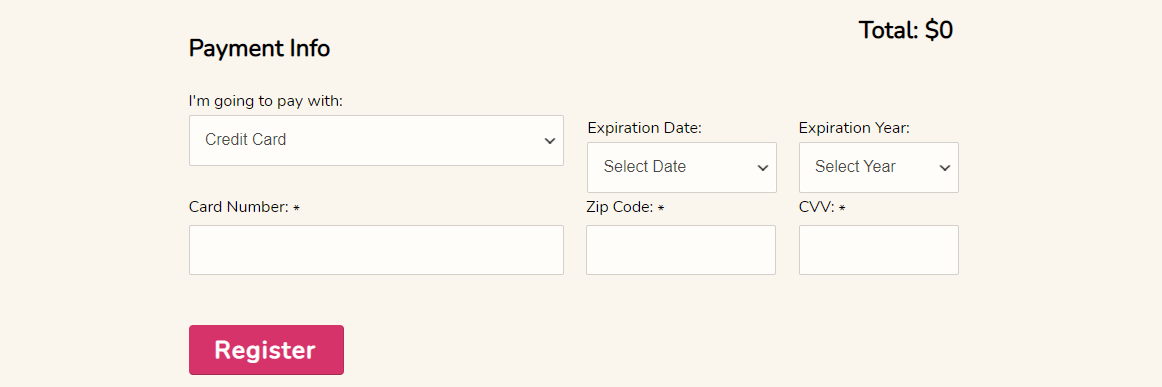 Total: $0
Payment Info
I'm going to pay with:
Credit Card
Expiration Date:
Expiration Year:
Select Date
Select Year
Card Number: *
Zip Code: *
CVV: *
Register